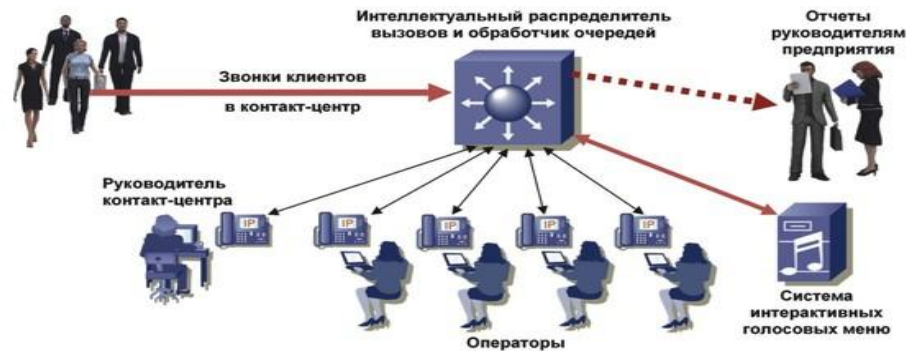 Интеллектуальный распределитель
вызовов и обработчик очередей
Отчеты
руководителям
предприятия
Звонки клиентов
в контакт-центр
Руководитель
контакт-центра
IP
IP
IP
IP
IP
Операторы
Система
интерактивных
голосовых меню